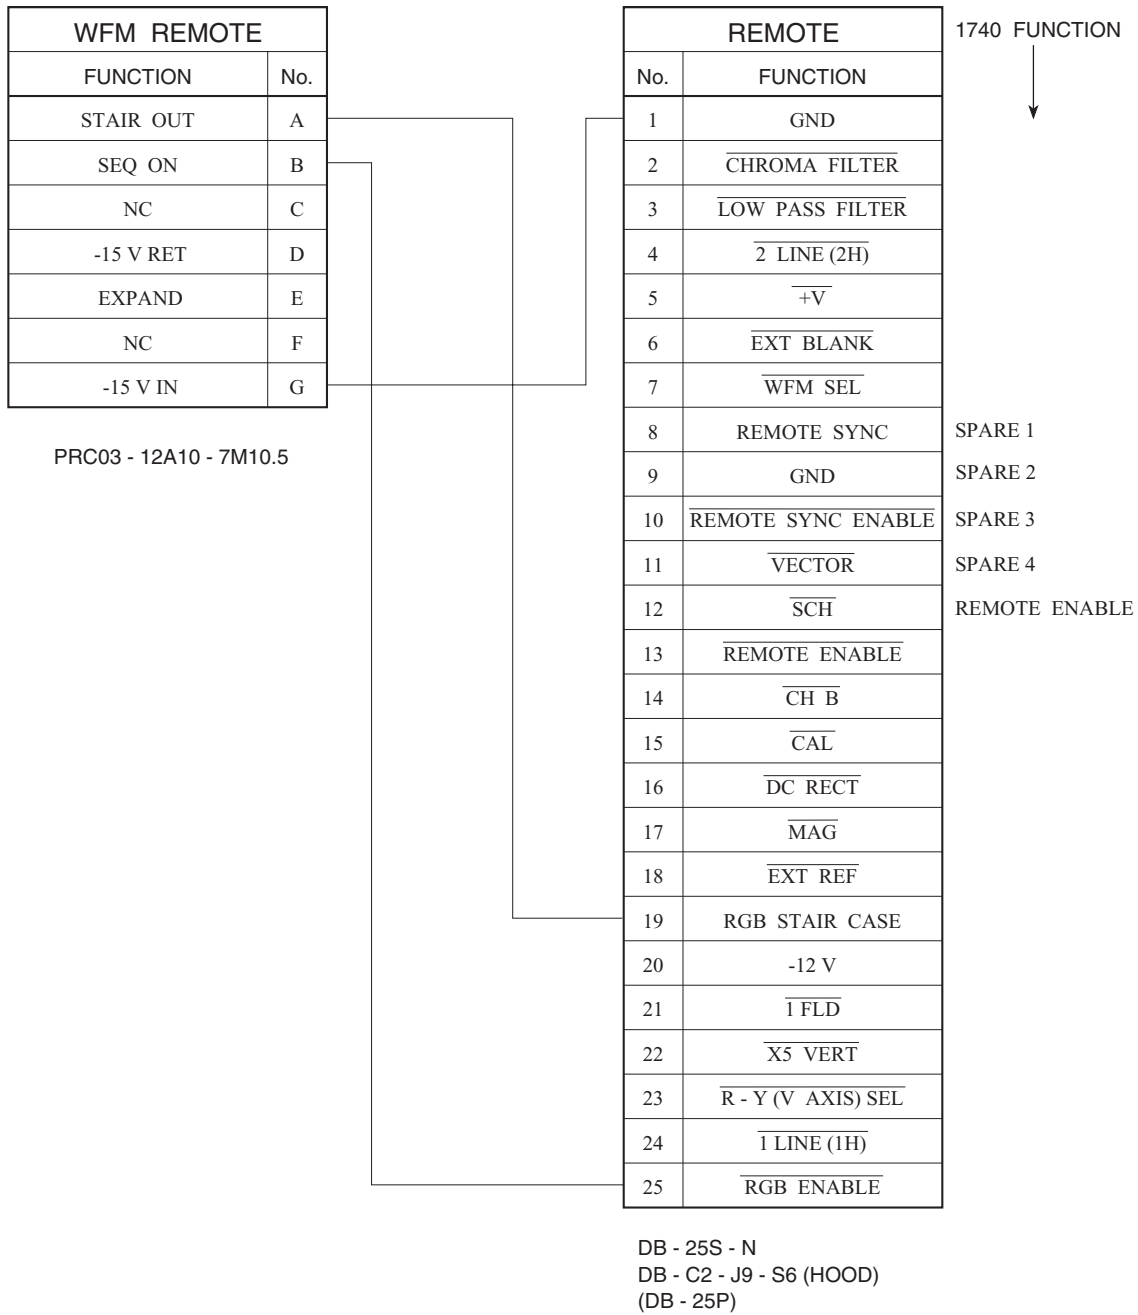 WFM REMOTE
FUNCTION No.
STAIR OUT A
SEQ ON B
NC C
-15 V RET D
EXPAND E
NC F
-15 V IN G
PRC03 - 12A10 - 7M10.5
REMOTE
No. FUNCTION
1 GND
2 CHROMA FILTER
3 LOW PASS FILTER
4 2 LINE (2H)
5 +V
6 EXT BLANK
7 WFM SEL
8 REMOTE SYNC
9 GND
10 REMOTE SYNC ENABLE
11 VECTOR
12 SCH
13 REMOTE ENABLE
14 CH B
15 CAL
16 DC RECT
17 MAG
18 EXT REF
19 RGB STAIR CASE
20 -12 V
21 1 FLD
22 X5 VERT
23 R - Y (V AXIS) SEL
24 1 LINE (1H)
25 RGB ENABLE
1740 FUNCTION
SPARE 1
SPARE 2
SPARE 3
SPARE 4
REMOTE ENABLE
DB - 25S - N
DB - C2 - J9 - S6 (HOOD)
(DB - 25P)